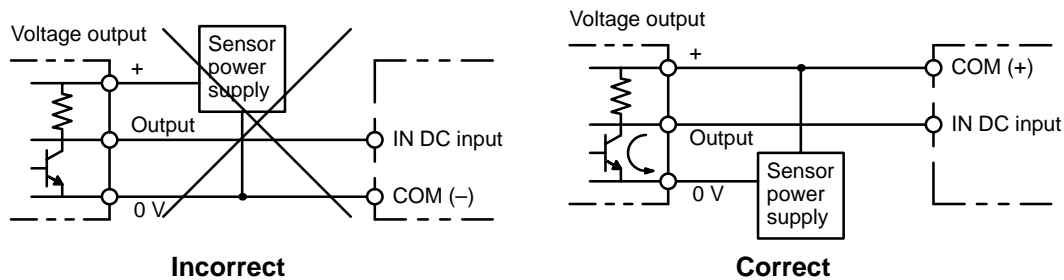 Voltage output
+
Sensor
power
supply
Output
IN DC input
0 V
COM (–)
Incorrect
Voltage output
+
COM (+)
IN DC input
Output
0 V
Sensor
power
supply
Correct